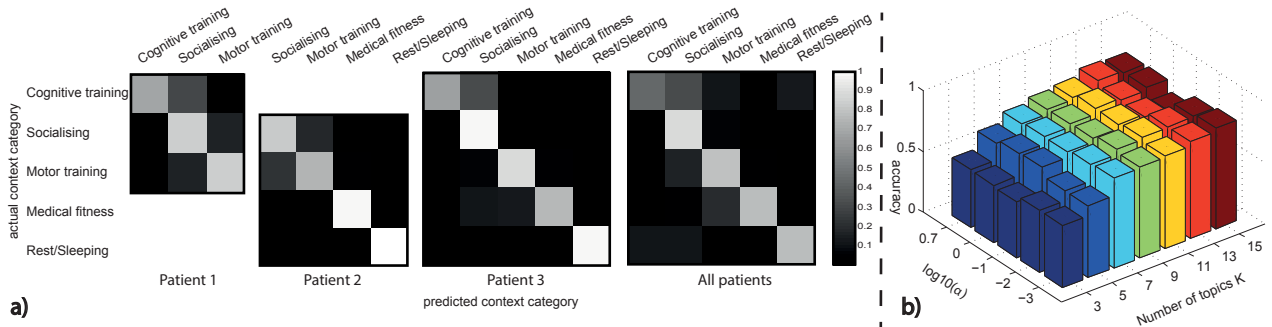 Cognitive training
Socialising
Motor training
Socialising
Motor training
Medical fitness
Rest/Sleeping
Cognitive training
Socialising
Motor training
Medical fitness
Rest/Sleeping
Cognitive training
Socialising
Motor training
Medical fitness
Rest/Sleeping
actual context category
Cognitive training
Socialising
Motor training
Medical fitness
Rest/Sleeping
1
0.9
0.8
0.7
0.6
0.5
0.4
0.3
0.2
0.1
Patient 1
Patient 2
Patient 3
All patients
predicted context category
a)
accuracy
1
0.5
0
0.7
0
−1
−2
−3
log10(α)
3
5
7
9
11
13
15
Number of topics K
b)